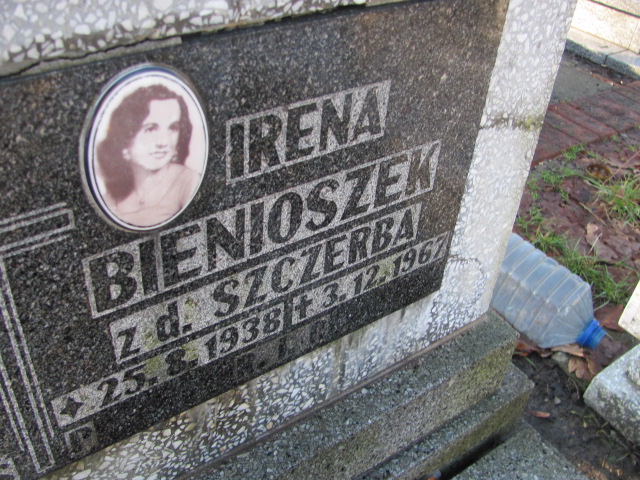 IRENA
BIENIOSZEK
z d. SZCZERBA
25.8.1938 † 3.12.1967